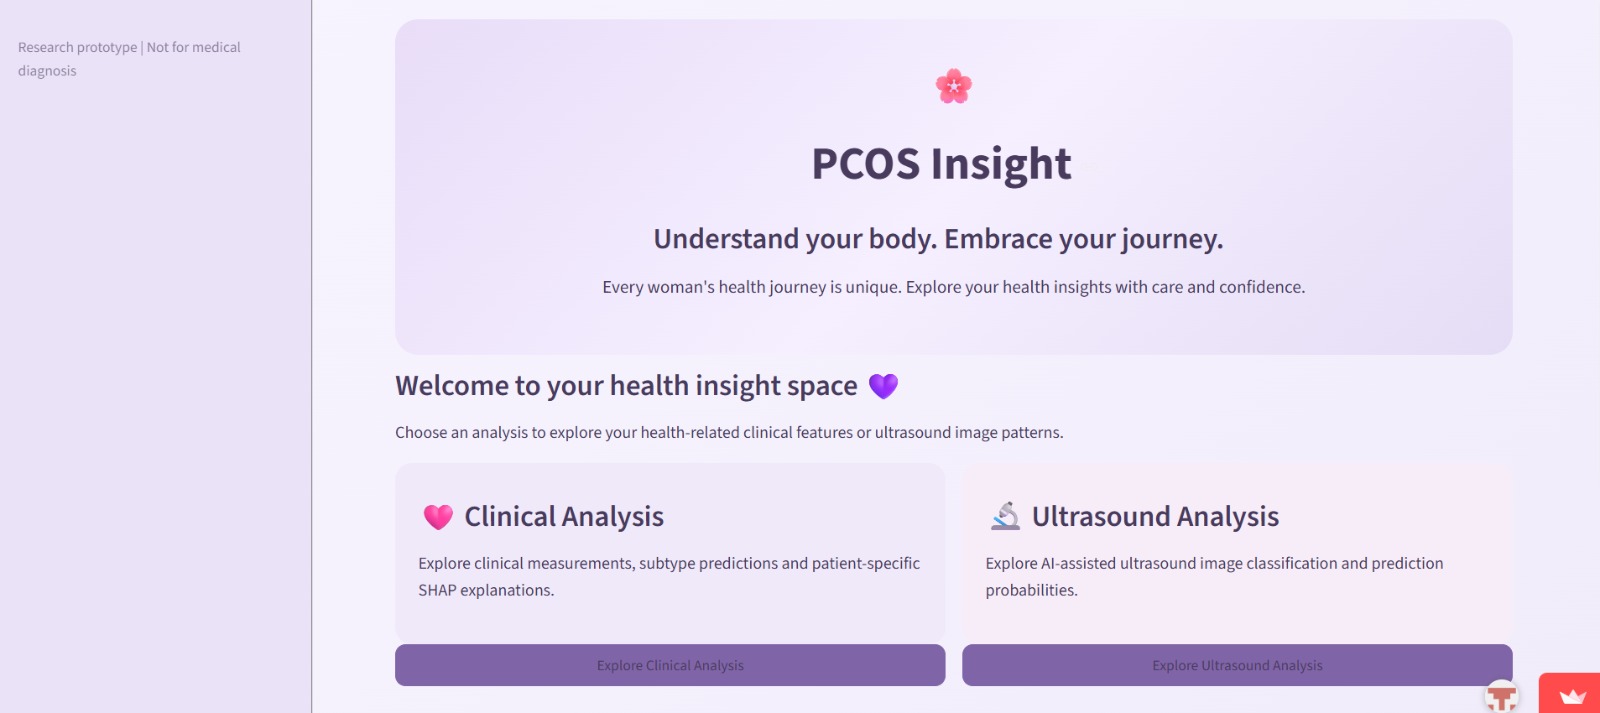 Research prototype | Not for medical
diagnosis
PCOS Insight
Understand your body. Embrace your journey.
Every woman's health journey is unique. Explore your health insights with care and confidence.
Welcome to your health insight space
Choose an analysis to explore your health-related clinical features or ultrasound image patterns.
Clinical Analysis
Explore clinical measurements, subtype predictions and patient-specific
SHAP explanations.
Explore Clinical Analysis
Ultrasound Analysis
Explore AI-assisted ultrasound image classification and prediction
probabilities.
Explore Ultrasound Analysis